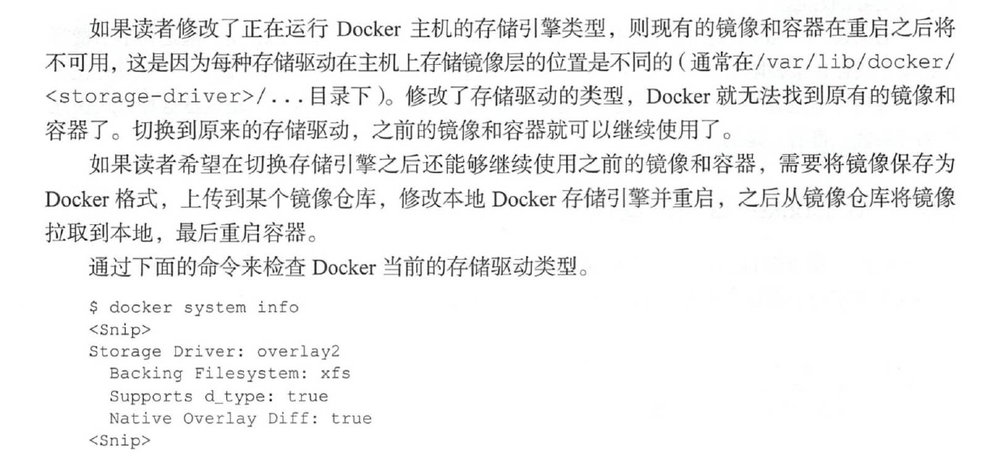 如果读者修改了正在运行 Docker 主机的存储引擎类型，则现有的镜像和容器在重启之后将
不可用，这是因为每种存储驱动在主机上存储镜像层的位置是不同的（通常在/var/lib/docker/
<storage-driver>/...目录下）。修改了存储驱动的类型，Docker 就无法找到原有的镜像和
容器了。切换到原来的存储驱动，之前的镜像和容器就可以继续使用了。
如果读者希望在切换存储引擎之后还能够继续使用之前的镜像和容器，需要将镜像保存为
Docker 格式，上传到某个镜像仓库，修改本地 Docker 存储引擎并重启，之后从镜像仓库将镜像
拉取到本地，最后重启容器。
通过下面的命令来检查 Docker 当前的存储驱动类型。
$ docker system info
<Snip>
Storage Driver: overlay2
Backing Filesystem: xfs
Supports d_type: true
Native Overlay Diff: true
<Snip>